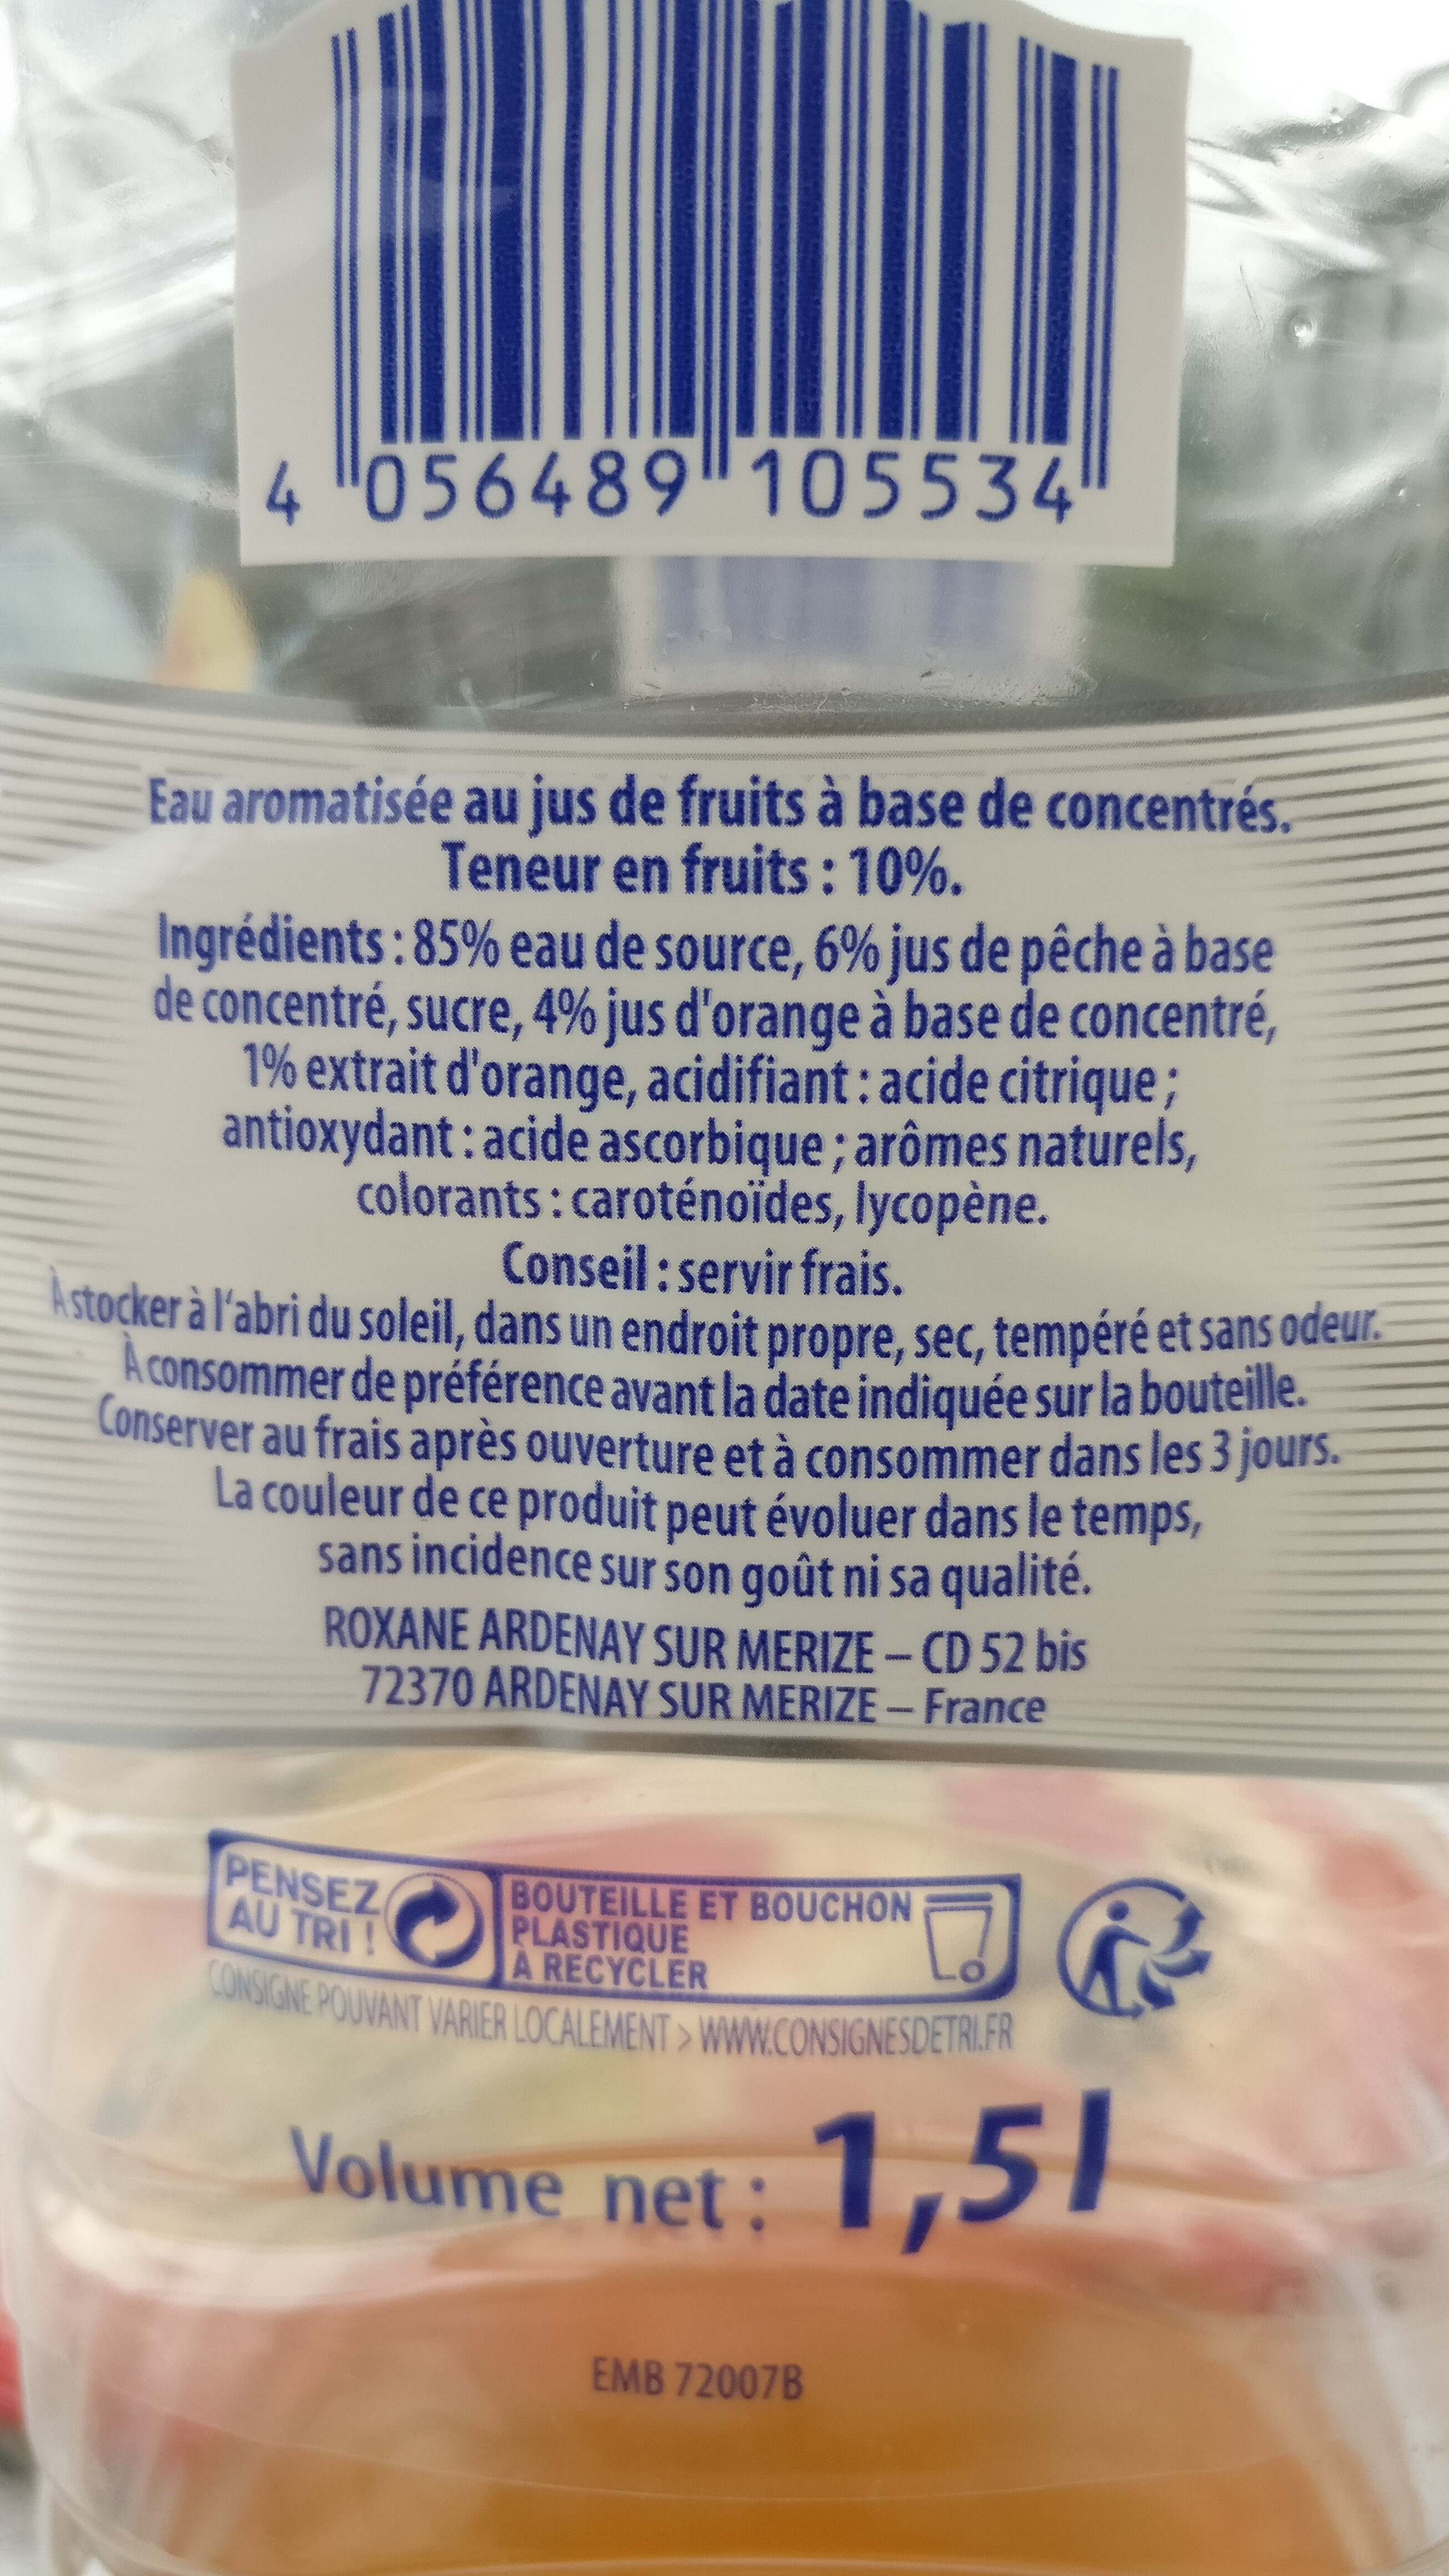 4 056489 105534
Eau aromatisée au jus de fruits à base de concentrés.
Teneur en fruits : 10%.
Ingrédients : 85% eau de source, 6% jus de pêche à base
de concentré, sucre, 4% jus d'orange à base de concentré,
1% extrait d'orange, acidifiant : acide citrique ;
antioxydant : acide ascorbique ; arômes naturels,
colorants : caroténoïdes, lycopène.
Conseil : servir frais.
À stocker à l'abri du soleil, dans un endroit propre, sec, tempéré et sans odeur.
À consommer de préférence avant la date indiquée sur la bouteille.
Conserver au frais après ouverture et à consommer dans les 3 jours.
La couleur de ce produit peut évoluer dans le temps,
sans incidence sur son goût ni sa qualité.
ROXANE ARDENAY SUR MERIZE – CD 52 bis
72370 ARDENAY SUR MERIZE – France
PENSEZ
AU TRI !
BOUTEILLE ET BOUCHON
PLASTIQUE
À RECYCLER
CONSIGNE POUVANT VARIER LOCALEMENT > WWW.CONSIGNESDETRI.FR
Volume net : 1,5 l
EMB 72007B